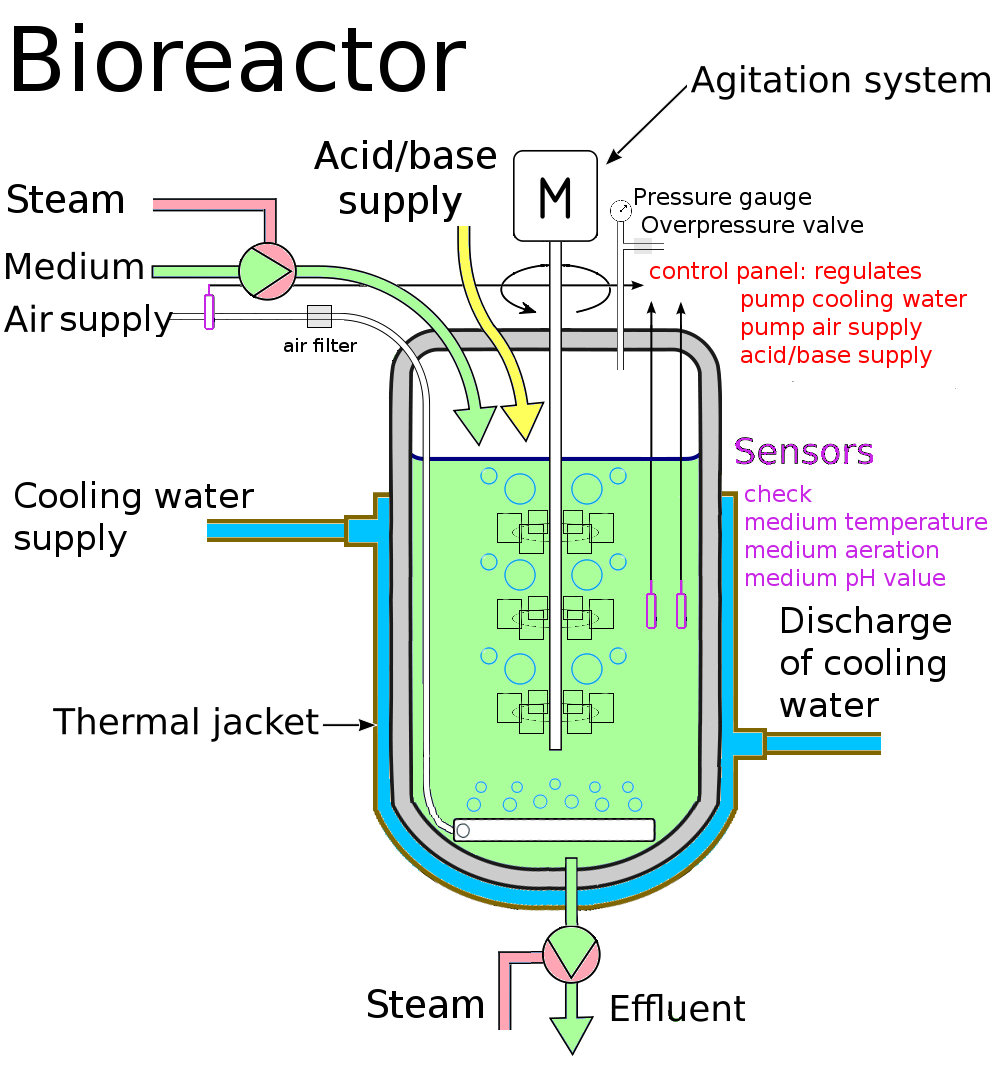 Bioreactor
Agitation system
Acid/base
supply
M
Steam
Pressure gauge
Overpressure valve
Medium
control panel: regulates
pump cooling water
pump air supply
acid/base supply
Air supply
air filter
Sensors
check
medium temperature
medium aeration
medium pH value
Cooling water
supply
Discharge
of cooling
water
Thermal jacket
Steam
Effluent